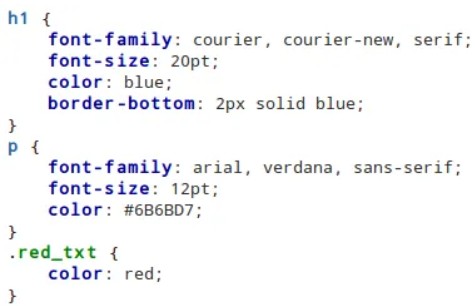 h1 {
    font-family: courier, courier-new, serif;
    font-size: 20pt;
    color: blue;
    border-bottom: 2px solid blue;
}
p {
    font-family: arial, verdana, sans-serif;
    font-size: 12pt;
    color: #6B6BD7;
}
.red_txt {
    color: red;
}